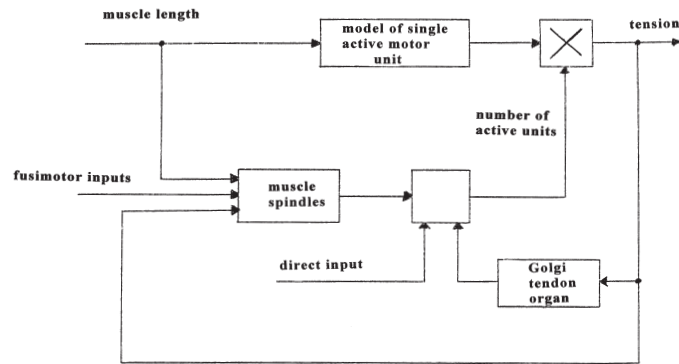 muscle length
model of single
active motor
unit
tension
number of
active units
fusimotor inputs
muscle
spindles
direct input
Golgi
tendon
organ